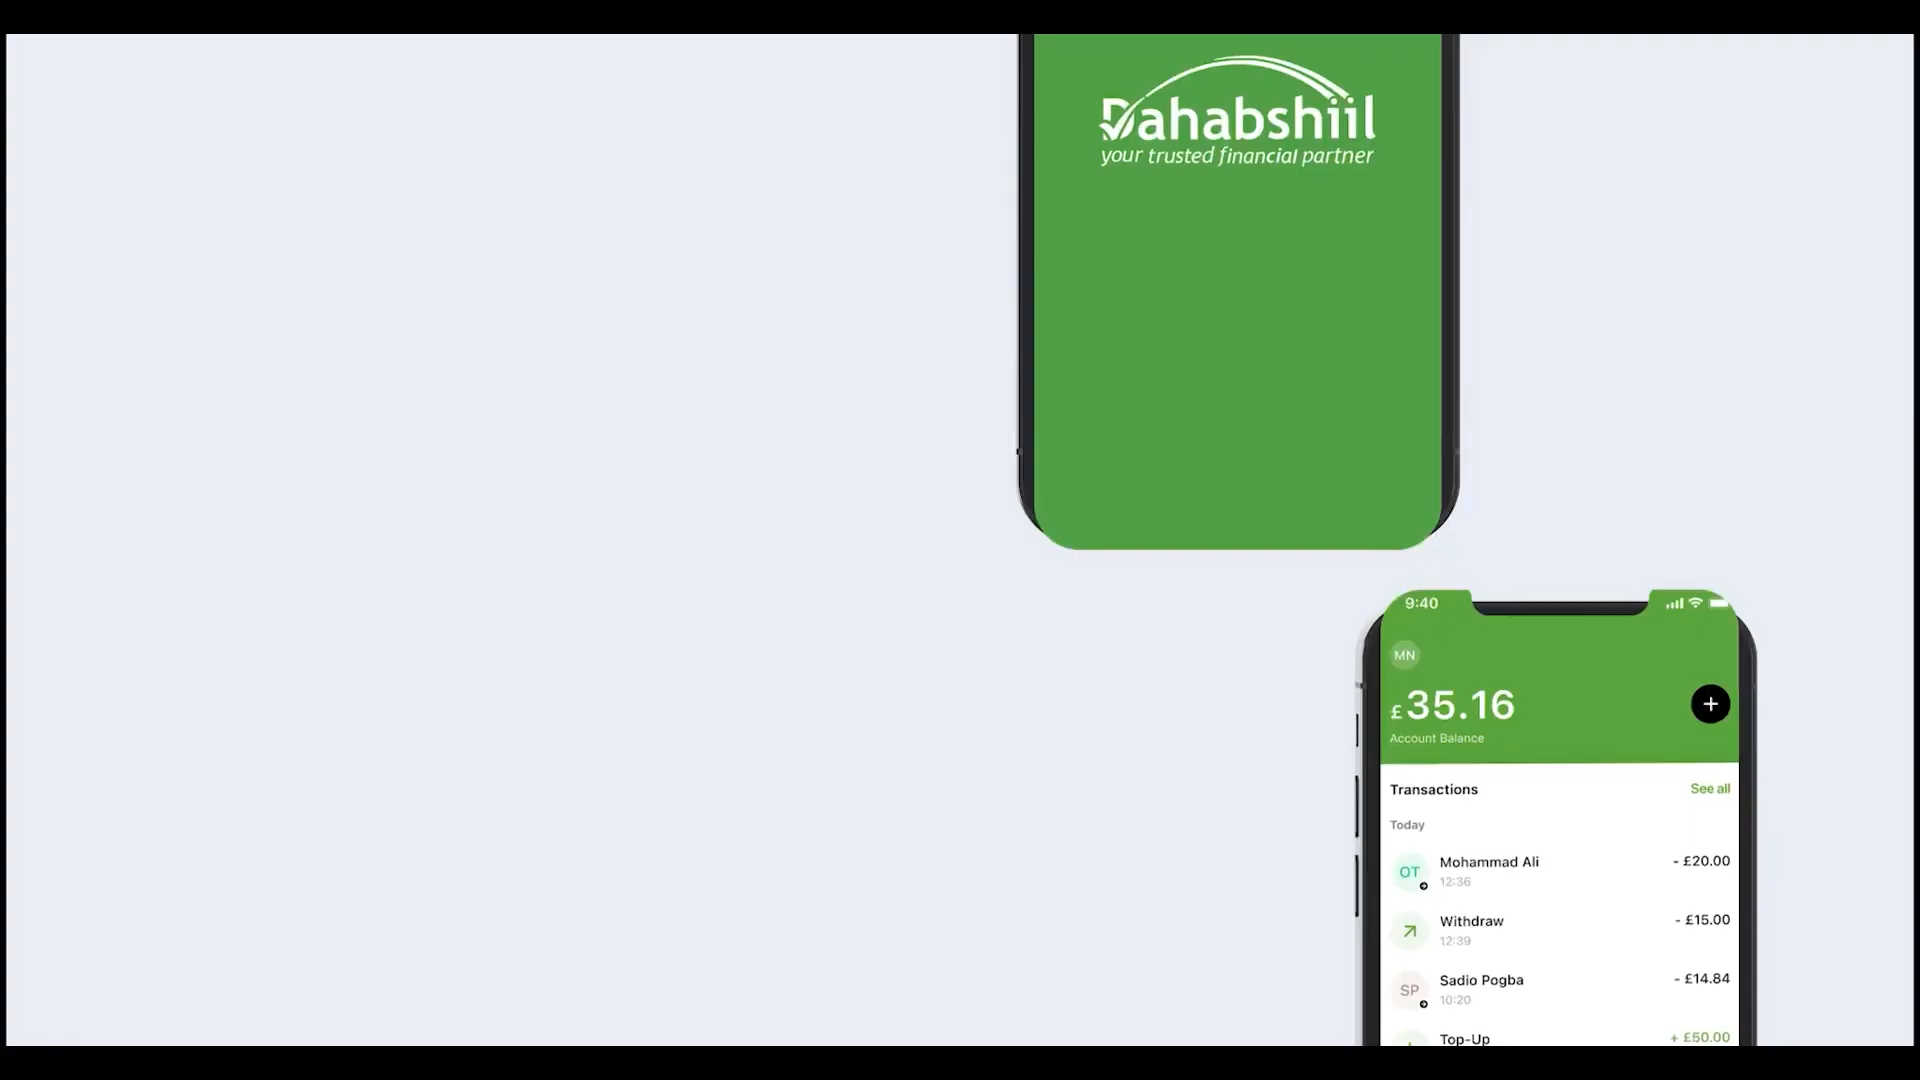 Dahabshiil
your trusted financial partner
9:40
MN
£35.16
Account Balance
Transactions
See all
Today
OT
Mohammad Ali
- £20.00
12:36
Withdraw
- £15.00
12:39
SP
Sadio Pogba
- £14.84
10:20
Top-Up
+ £50.00